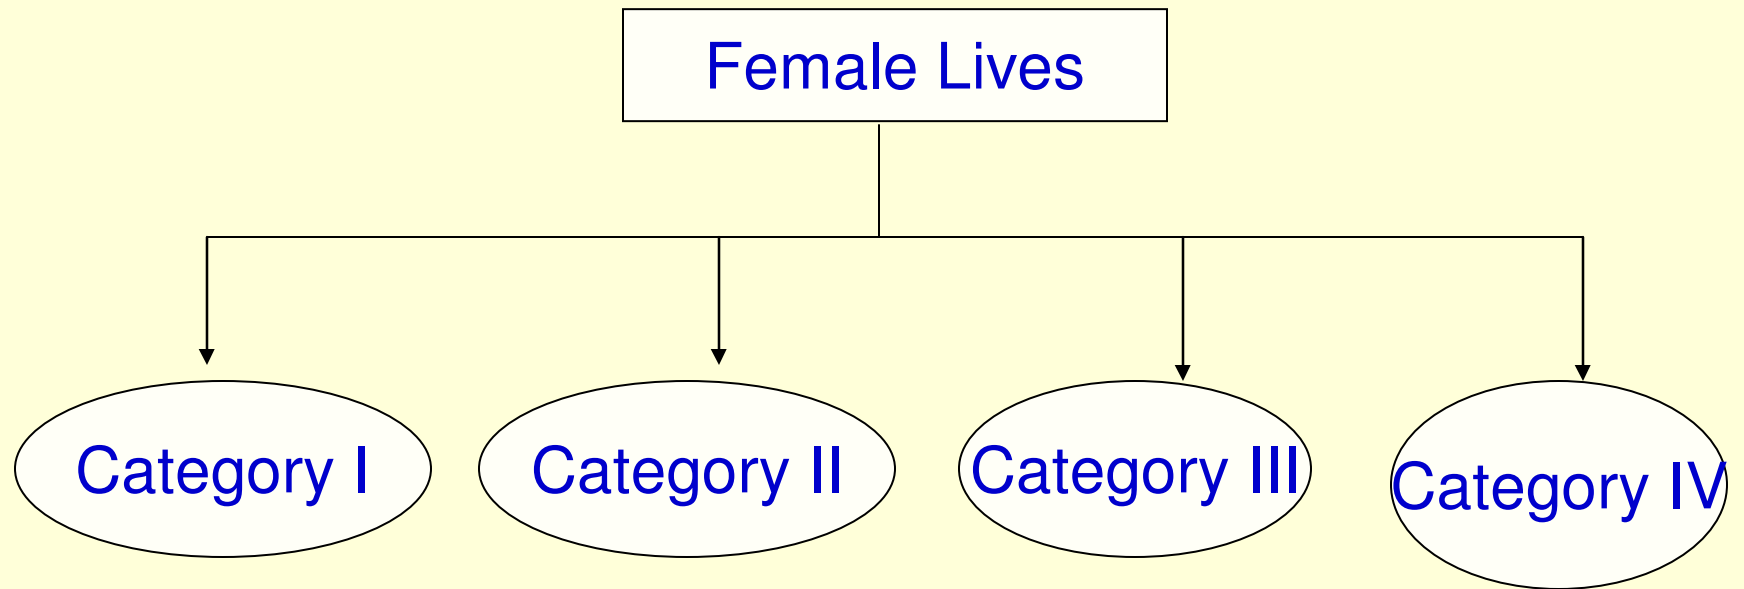 Female Lives
Category I
Category II
Category III
Category IV